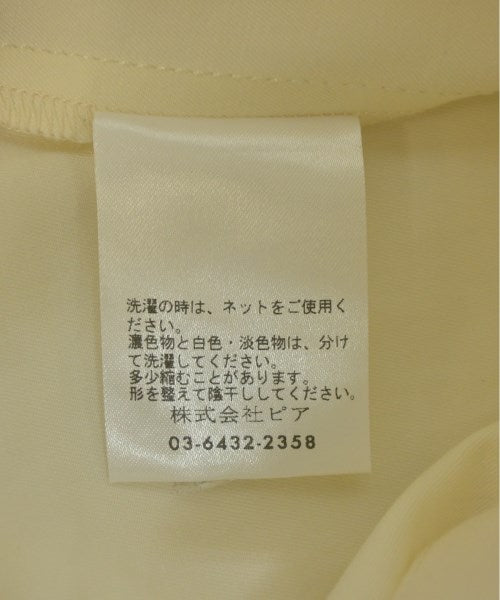 洗濯の時は、ネットをご使用く
ださい。
濃色物と白色・淡色物は、分け
て洗濯してください。
多少縮むことがあります。
形を整えて陰干ししてください。
株式会社ピア
03-6432-2358